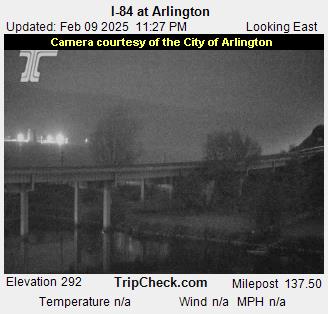 I-84 at Arlington
Updated: Feb 09 2025 11:27 PM Looking East
Camera courtesy of the City of Arlington
Elevation 292 TripCheck.com Milepost 137.50
Temperature n/a Wind n/a MPH n/a